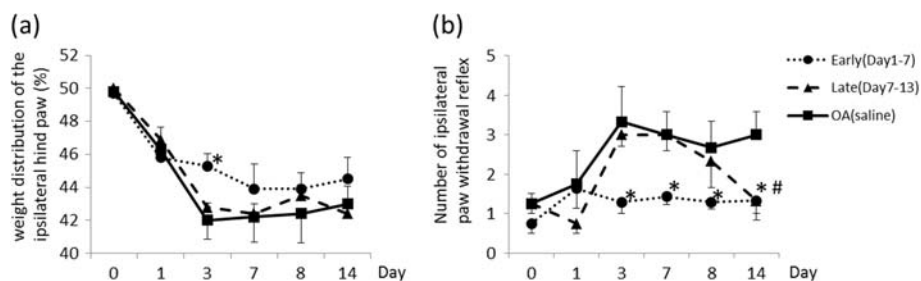 (a)
weight distribution of the
ipsilateral hind paw (%)
52
50
48
46
44
42
40
*
0 1 3 7 8 14 Day
(b)
Number of ipsilateral
paw withdrawal reflex
5
4
3
2
1
0
* * * * #
0 1 3 7 8 14 Day
Early(Day1-7)
Late(Day7-13)
OA(saline)